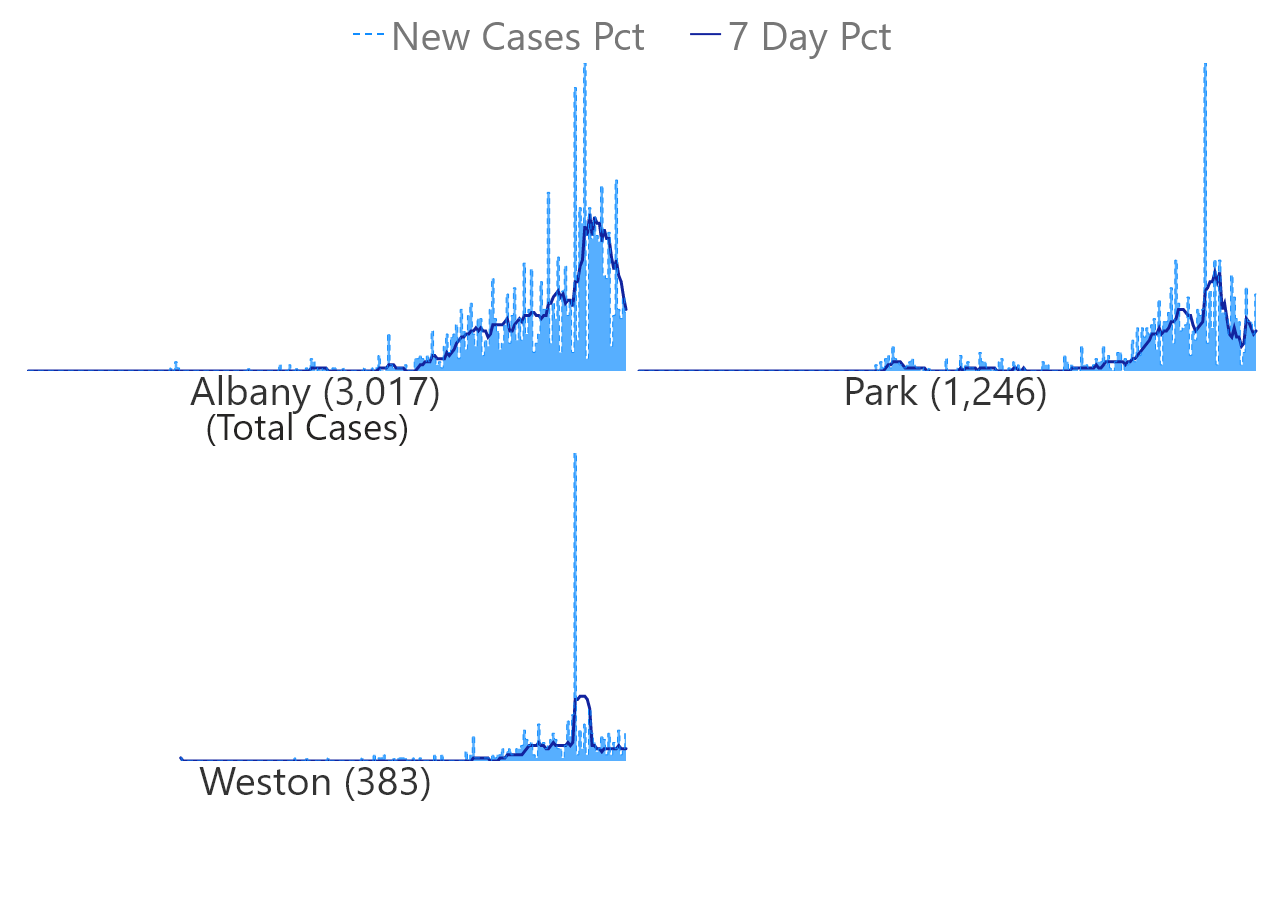 New Cases Pct 7 Day Pct
Albany (3,017)
(Total Cases)
Park (1,246)
Weston (383)